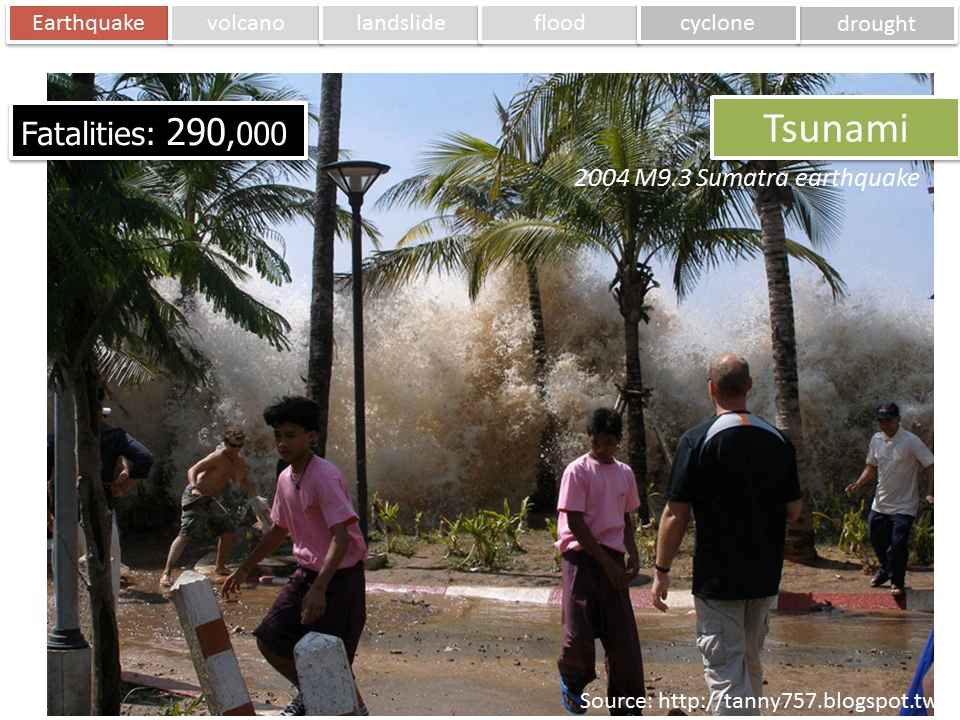 Earthquake volcano landslide flood cyclone drought
Fatalities: 290,000
Tsunami
2004 M9.3 Sumatra earthquake
Source: http://tanny757.blogspot.tw